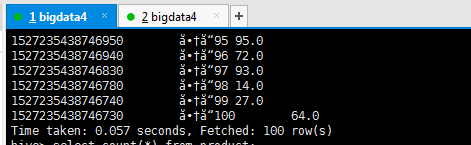 1 bigdata4 × 2 bigdata4 × +
1527235438746950 ă•†ă“95 95.0
1527235438746940 ă•†ă“96 72.0
1527235438746830 ă•†ă“97 93.0
1527235438746820 ă•†ă“98 14.0
1527235438746740 ă•†ă“99 27.0
1527235438746730 ă•†ă“100 64.0
Time taken: 0.057 seconds, Fetched: 100 row(s)
hive> select count(*) from product;